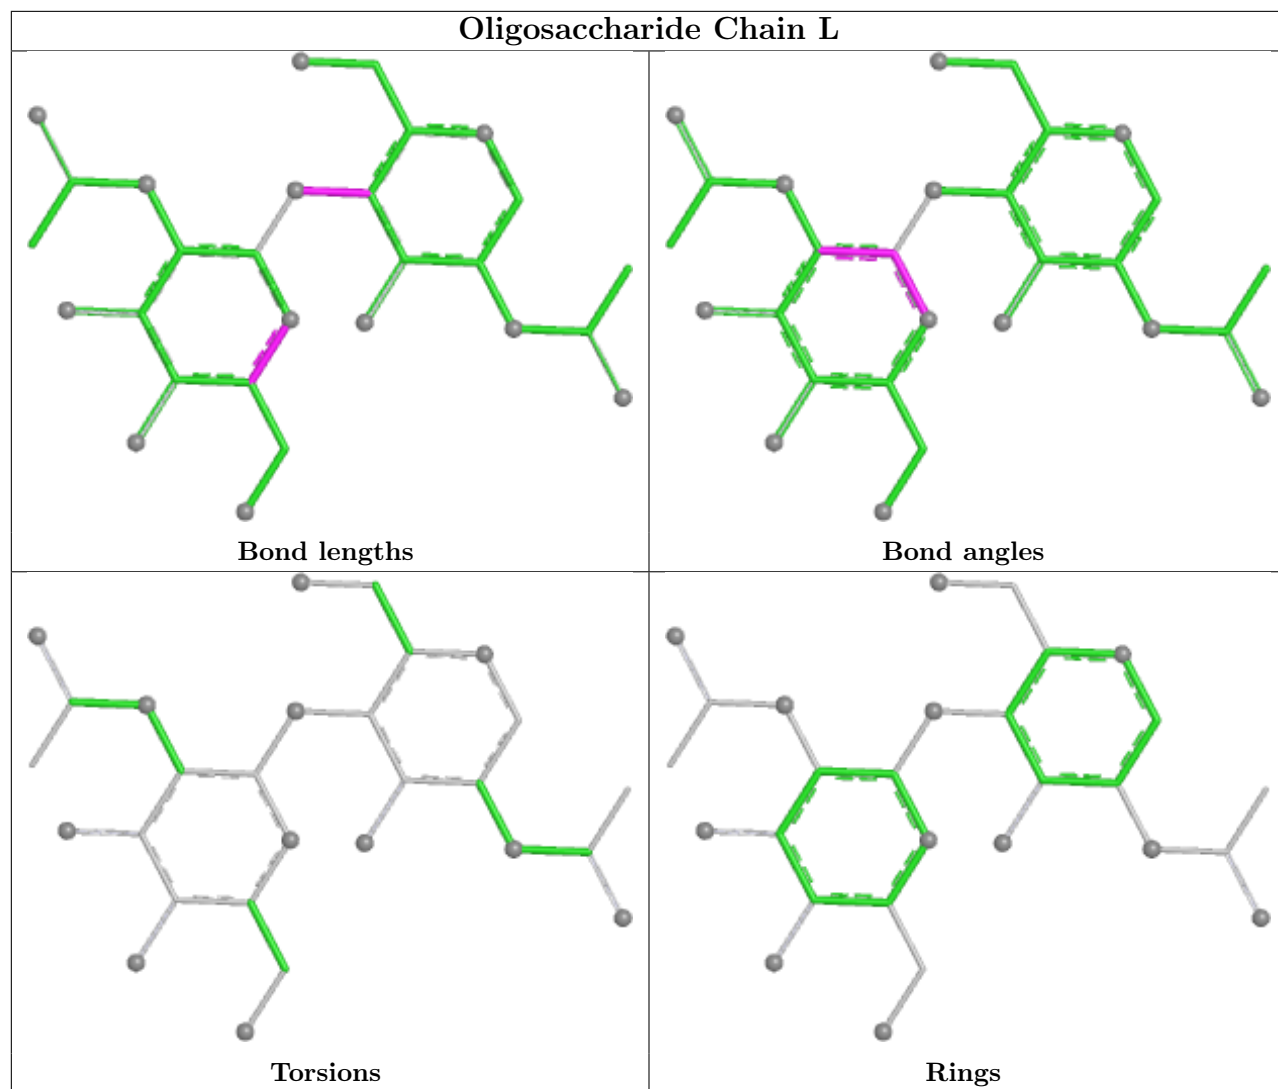 Oligosaccharide Chain L
Bond lengths
Bond angles
Torsions
Rings